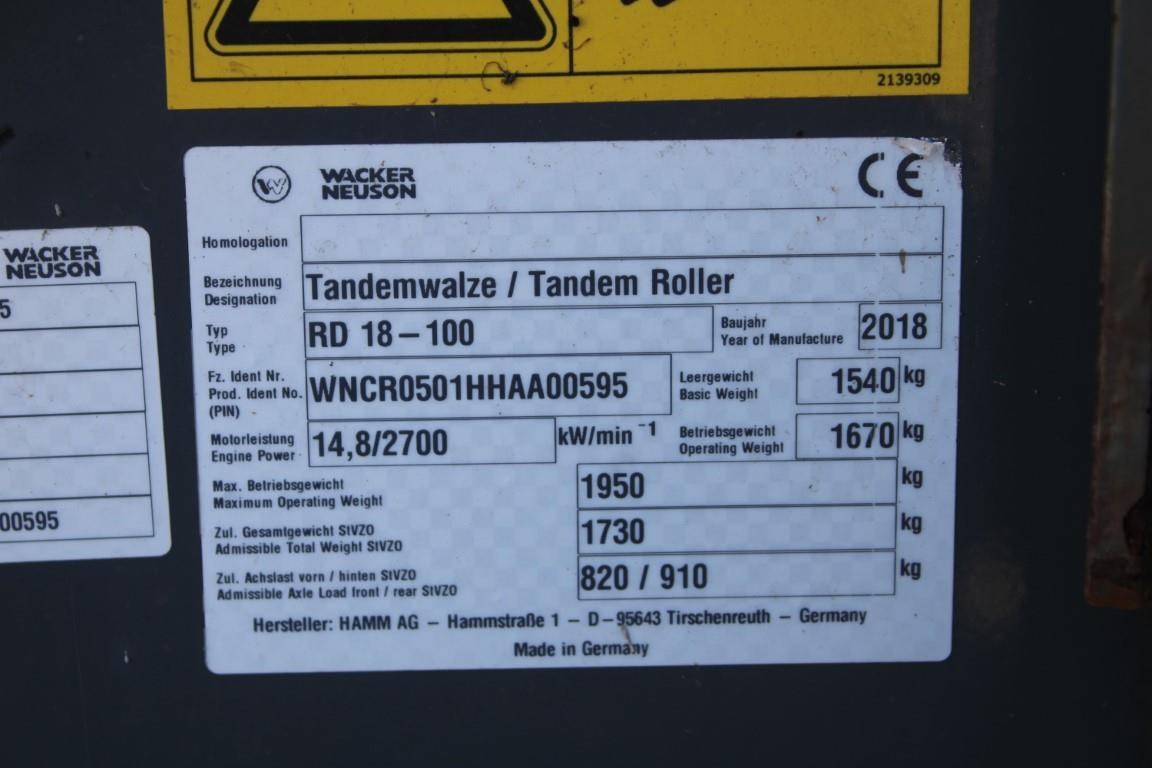 2139309
WACKER
NEUSON
CE
Homologation
Bezeichnung
Designation
Tandemwalze / Tandem Roller
Typ
Type
RD 18-100
Baujahr
Year of Manufacture
2018
Fz. Ident Nr.
Prod. Ident No.
(PIN)
WNCR0501HHAA00595
Leergewicht
Basic Weight
1540 kg
Motorleistung
Engine Power
14,8/2700 kW/min -1
Betriebsgewicht
Operating Weight
1670 kg
Max. Betriebsgewicht
Maximum Operating Weight
1950 kg
Zul. Gesamtgewicht StVZO
Admissible Total Weight StVZO
1730 kg
Zul. Achslast vorn / hinten StVZO
Admissible Axle Load front / rear StVZO
820 / 910 kg
Hersteller: HAMM AG - Hammstraße 1 - D-95643 Tirschenreuth - Germany
Made in Germany
WACKER
NEUSON
5
00595